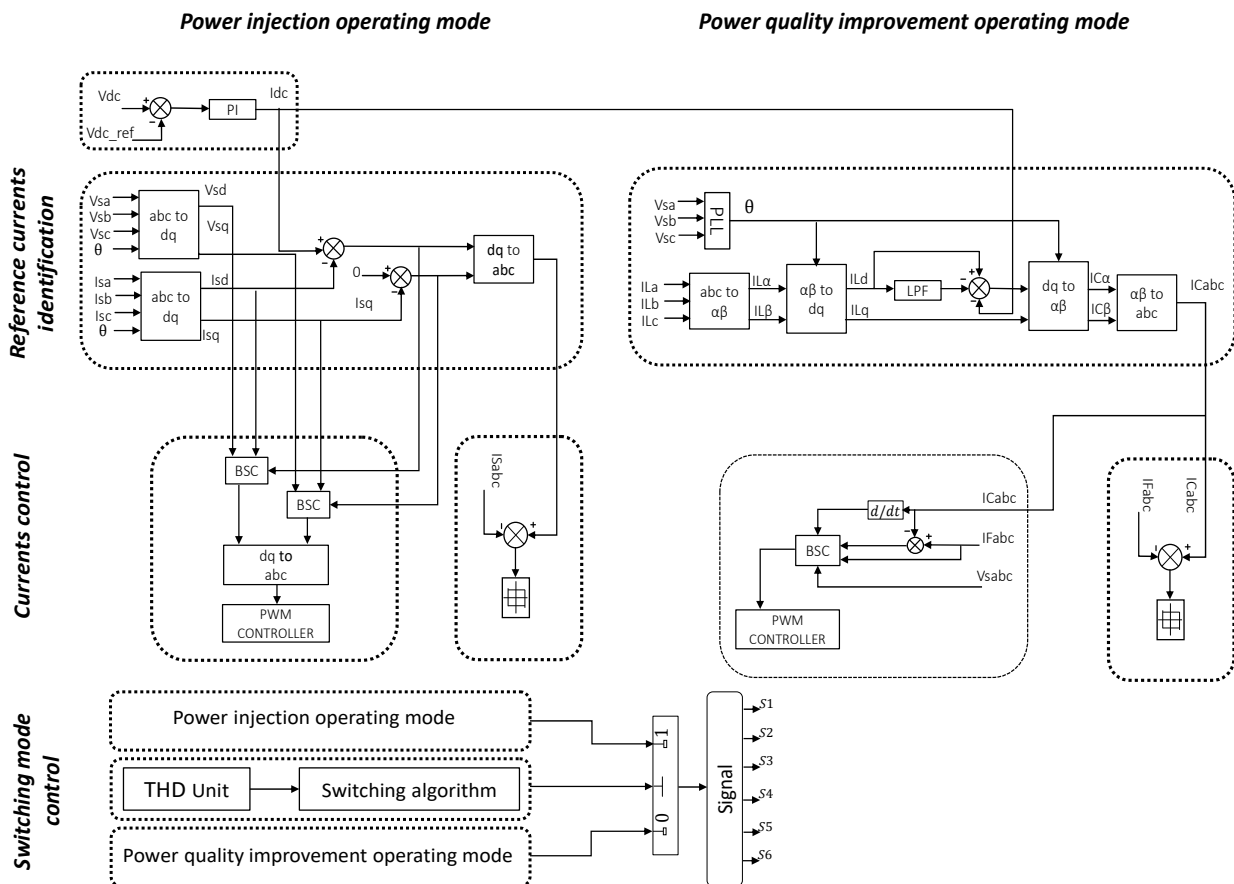 Power injection operating mode
Power quality improvement operating mode
Reference currents
identification
Vdc
+
−
Vdc_ref
PI
Idc
Vsa
Vsb
Vsc
θ
abc to
dq
Vsd
Vsq
Isa
Isb
Isc
θ
abc to
dq
Isd
Isq
+
−
0
+
−
Isq
dq to
abc
Vsa
Vsb
Vsc
PLL
θ
ILa
ILb
ILc
abc to
αβ
ILα
ILβ
αβ to
dq
ILd
ILq
LPF
+
−
−
dq to
αβ
ICα
ICβ
αβ to
abc
ICabc
Currents control
BSC
BSC
dq to
abc
PWM
CONTROLLER
ISabc
−
+
d/dt
ICabc
−
+
IFabc
BSC
Vsabc
PWM
CONTROLLER
IFabc
ICabc
−
+
Switching mode
control
Power injection operating mode
THD Unit
Switching algorithm
Power quality improvement operating mode
1
0
Signal
S1
S2
S3
S4
S5
S6